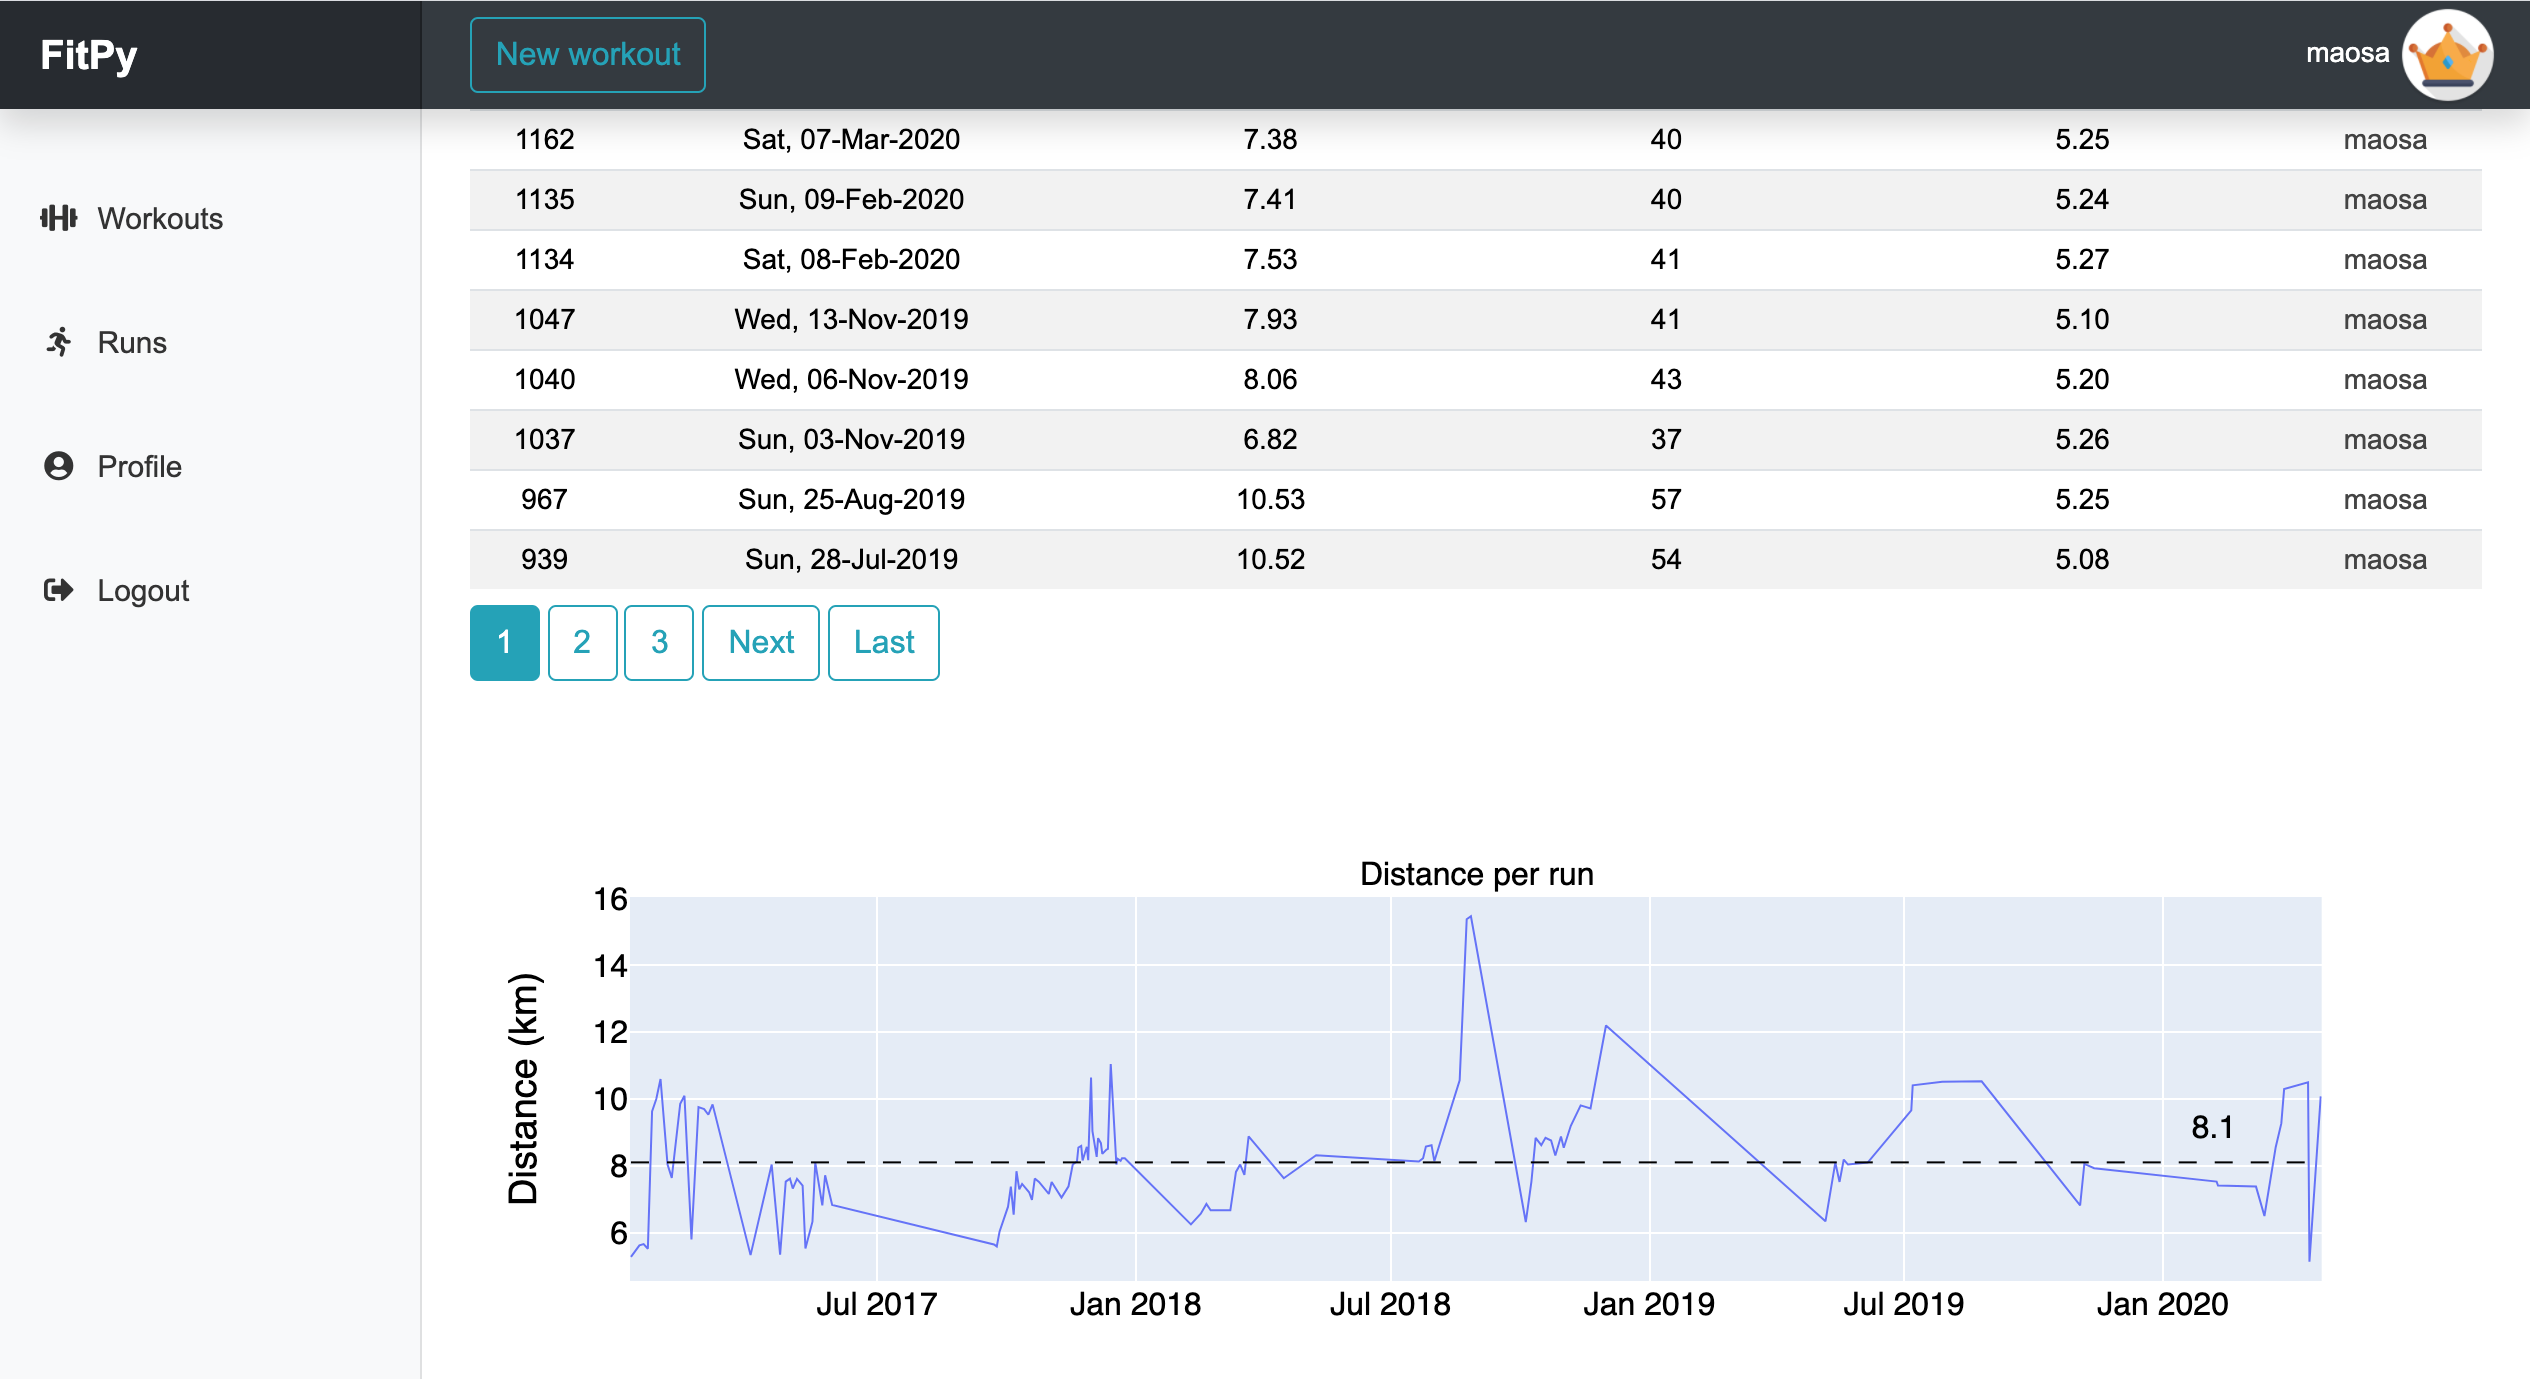 FitPy
New workout
maosa
Workouts
Runs
Profile
Logout
1162 Sat, 07-Mar-2020 7.38 40 5.25 maosa
1135 Sun, 09-Feb-2020 7.41 40 5.24 maosa
1134 Sat, 08-Feb-2020 7.53 41 5.27 maosa
1047 Wed, 13-Nov-2019 7.93 41 5.10 maosa
1040 Wed, 06-Nov-2019 8.06 43 5.20 maosa
1037 Sun, 03-Nov-2019 6.82 37 5.26 maosa
967 Sun, 25-Aug-2019 10.53 57 5.25 maosa
939 Sun, 28-Jul-2019 10.52 54 5.08 maosa
1 2 3 Next Last
Distance per run
Distance (km)
16
14
12
10
8
6
8.1
Jul 2017 Jan 2018 Jul 2018 Jan 2019 Jul 2019 Jan 2020